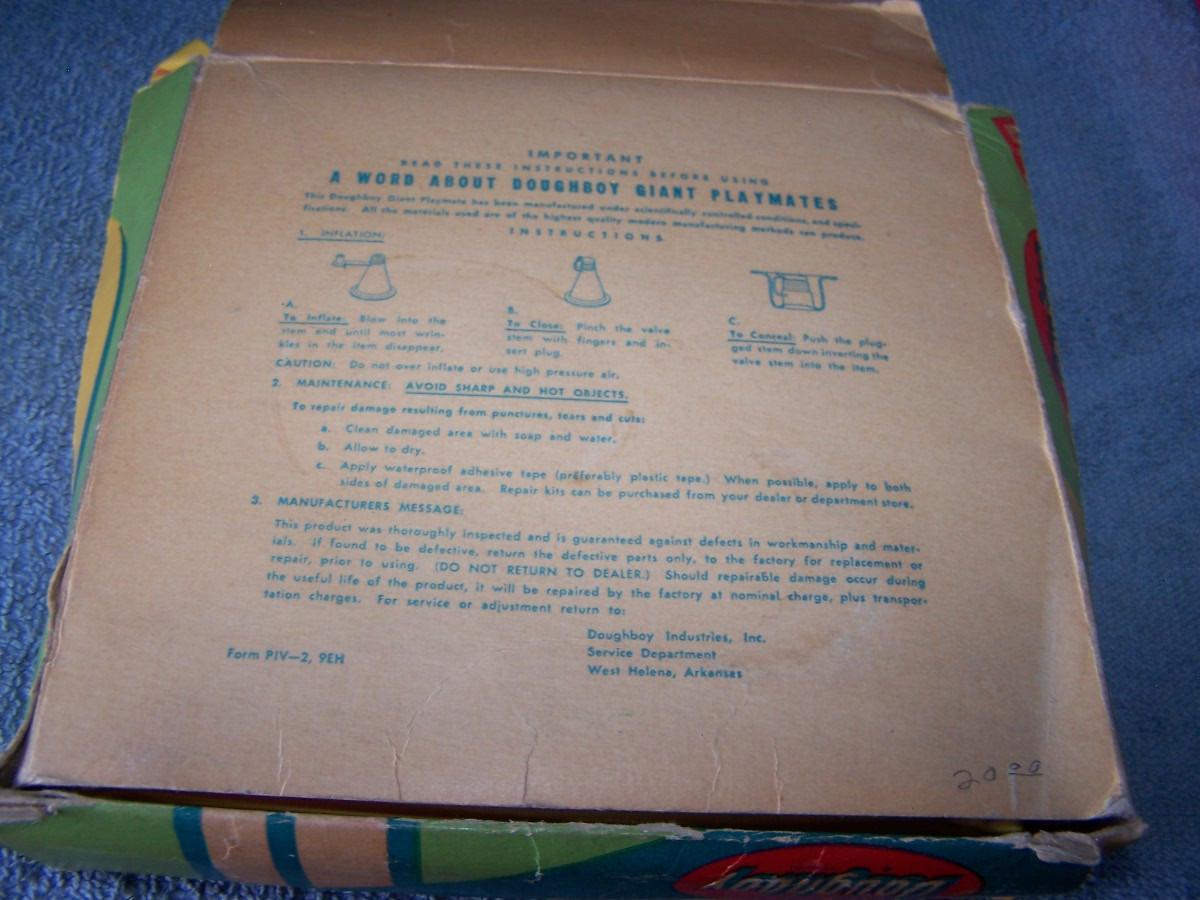 IMPORTANT
READ THESE INSTRUCTIONS BEFORE USING
A WORD ABOUT DOUGHBOY GIANT PLAYMATES
This Doughboy Giant Playmate has been manufactured under scientifically controlled conditions, and speci-
fications. All the materials used are of the highest quality modern manufacturing methods can produce.
INSTRUCTIONS
1. INFLATION:
A.
To Inflate: Blow into the
stem end until most wrin-
kles in the item disappear.
B.
To Close: Pinch the valve
stem with fingers and in-
sert plug.
C.
To Conceal: Push the plug-
ged stem down inverting the
valve stem into the item.
CAUTION: Do not over inflate or use high pressure air.
2. MAINTENANCE: AVOID SHARP AND HOT OBJECTS.
To repair damage resulting from punctures, tears and cuts:
a. Clean damaged area with soap and water.
b. Allow to dry.
c. Apply waterproof adhesive tape (preferably plastic tape.) When possible, apply to both
sides of damaged area. Repair kits can be purchased from your dealer or department store.
3. MANUFACTURERS MESSAGE:
This product was thoroughly inspected and is guaranteed against defects in workmanship and mater-
ials. If found to be defective, return the defective parts only, to the factory for replacement or
repair, prior to using. (DO NOT RETURN TO DEALER.) Should repairable damage occur during
the useful life of the product, it will be repaired by the factory at nominal charge, plus transpor-
tation charges. For service or adjustment return to:
Doughboy Industries, Inc.
Service Department
West Helena, Arkansas
Form PIV—2, 9EH
20 00
Doughboy